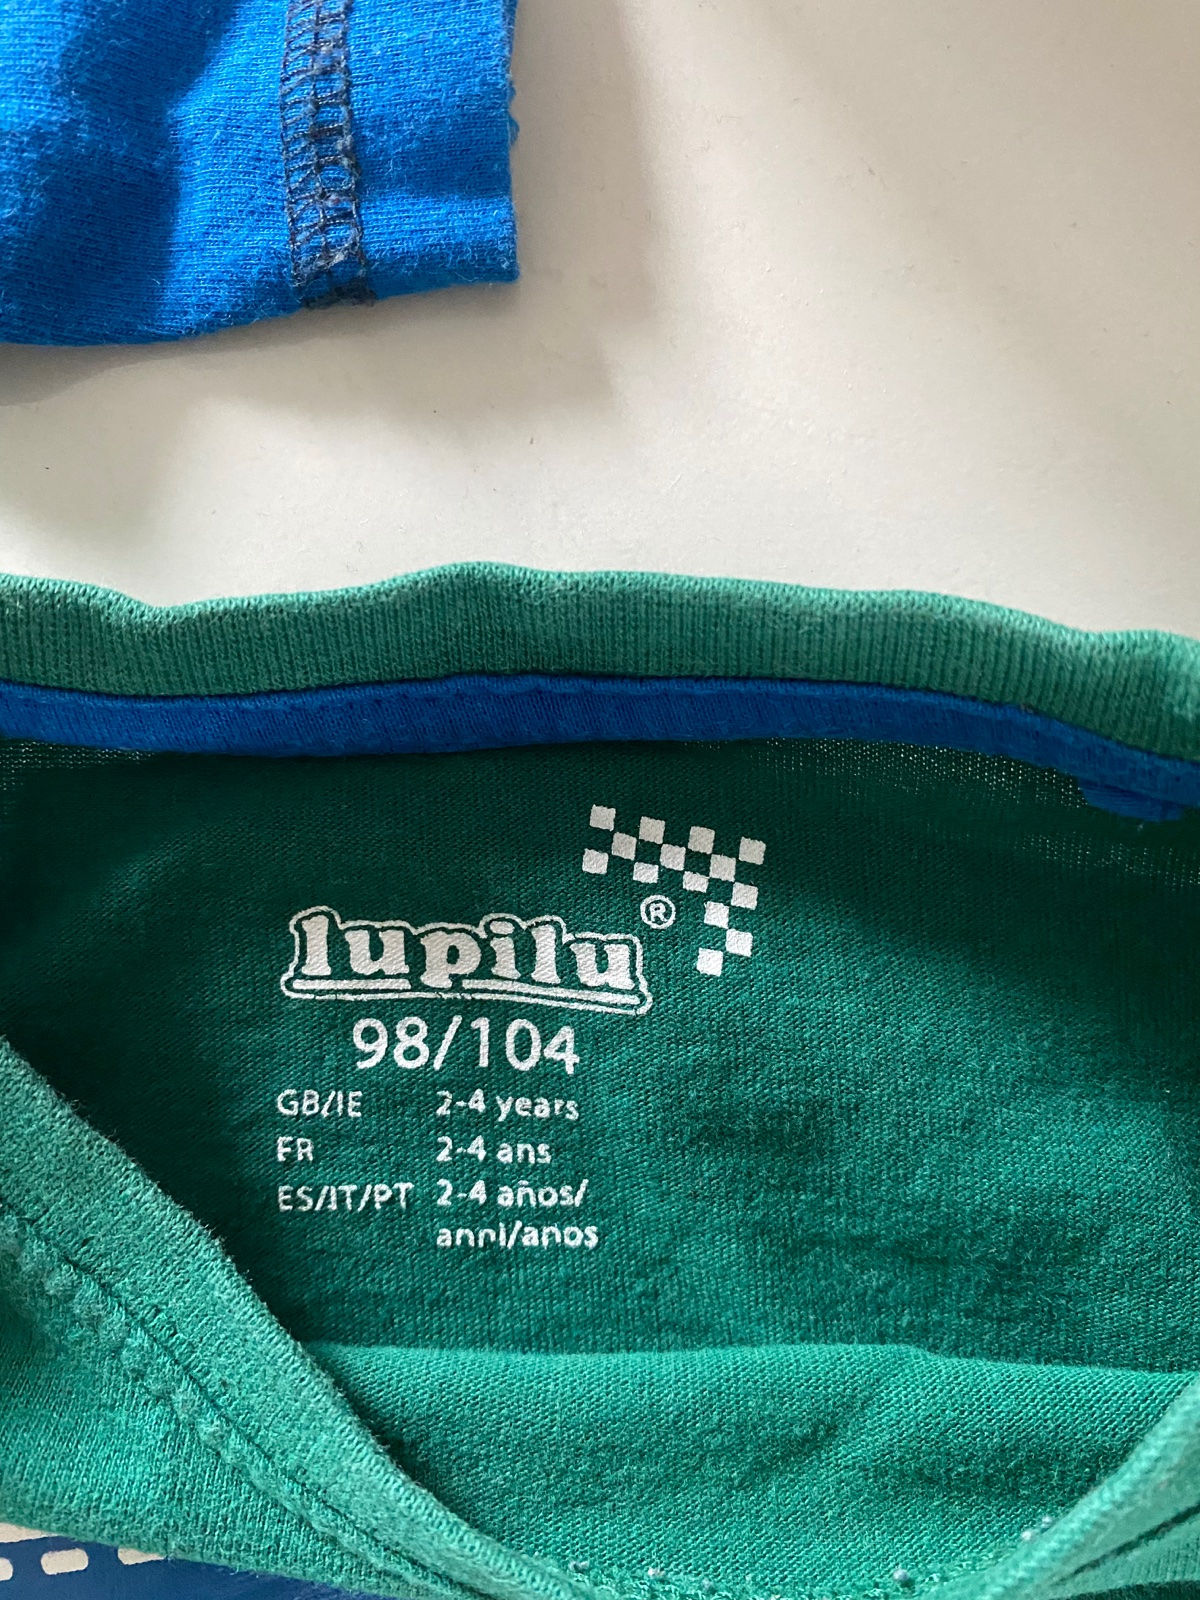 lupilu®
98/104
GB/IE 2-4 years
FR 2-4 ans
ES/IT/PT 2-4 años/
anni/anos